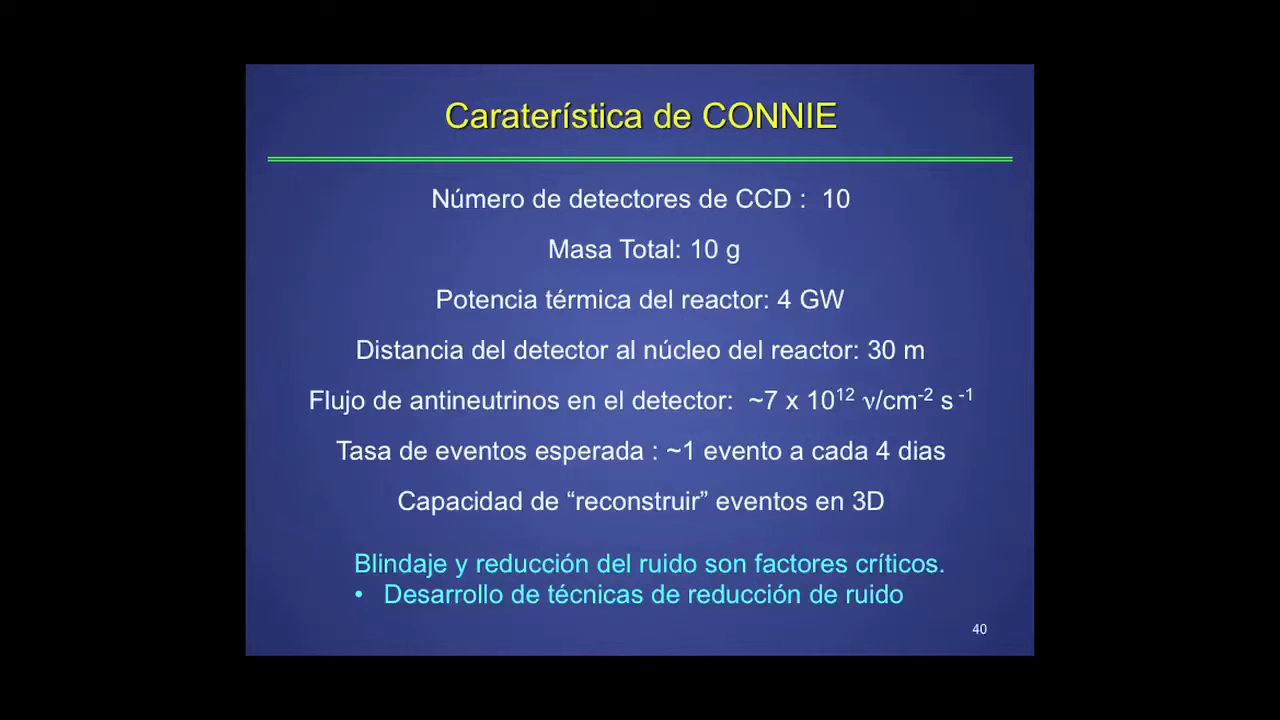 Caraterística de CONNIE
Número de detectores de CCD : 10
Masa Total: 10 g
Potencia térmica del reactor: 4 GW
Distancia del detector al núcleo del reactor: 30 m
Flujo de antineutrinos en el detector: ~7 x 10¹² ν/cm⁻² s ⁻¹
Tasa de eventos esperada : ~1 evento a cada 4 dias
Capacidad de “reconstruir” eventos en 3D
Blindaje y reducción del ruido son factores críticos.
• Desarrollo de técnicas de reducción de ruido
40